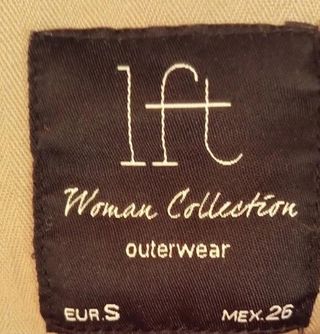 lft
Woman Collection
outerwear
EUR.S MEX.26